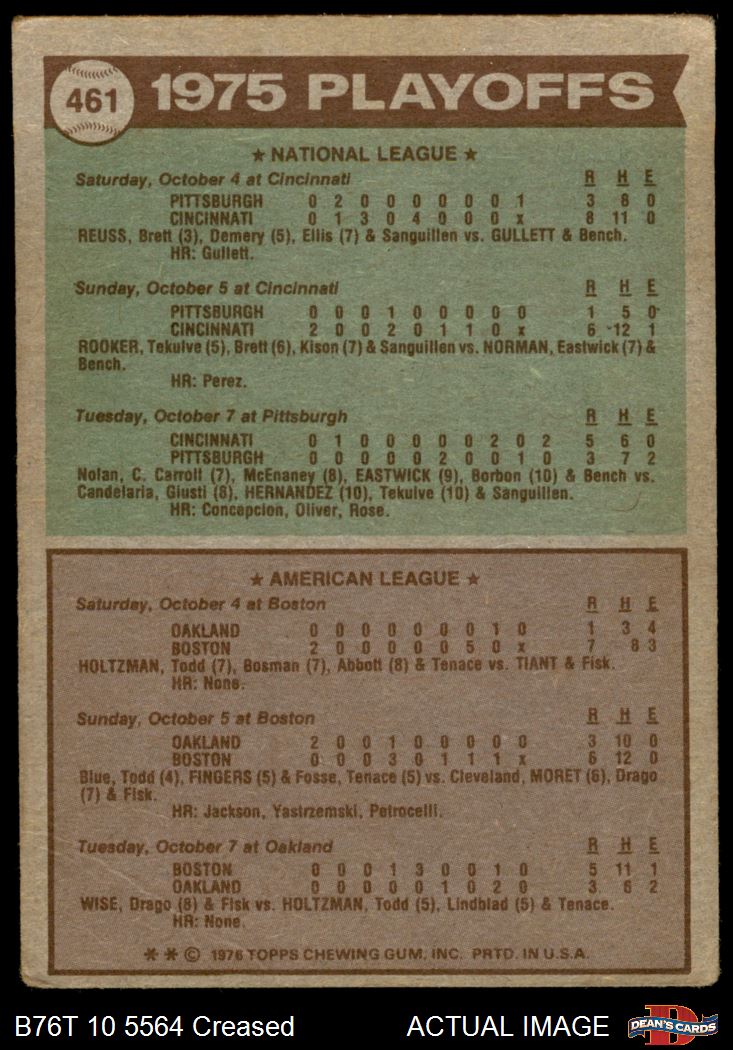 461 1975 PLAYOFFS
★ NATIONAL LEAGUE ★
Saturday, October 4 at Cincinnati R H E
PITTSBURGH 0 2 0 0 0 0 0 0 1 3 8 0
CINCINNATI 0 1 3 0 4 0 0 0 x 8 11 0
REUSS, Brett (3), Demery (5), Ellis (7) & Sanguillen vs. GULLETT & Bench.
HR: Gullett.
Sunday, October 5 at Cincinnati R H E
PITTSBURGH 0 0 0 1 0 0 0 0 0 1 5 0
CINCINNATI 2 0 0 2 0 1 1 0 x 6 12 1
ROOKER, Tekulve (5), Brett (6), Kison (7) & Sanguillen vs. NORMAN, Eastwick (7) &
Bench.
HR: Perez.
Tuesday, October 7 at Pittsburgh R H E
CINCINNATI 0 1 0 0 0 0 0 2 0 2 5 6 0
PITTSBURGH 0 0 0 0 0 2 0 0 1 0 3 7 2
Nolan, C. Carroll (7), McEnaney (8), EASTWICK (9), Borbon (10) & Bench vs.
Candelaria, Giusti (8), HERNANDEZ (10), Tekulve (10) & Sanguillen.
HR: Concepcion, Oliver, Rose.
★ AMERICAN LEAGUE ★
Saturday, October 4 at Boston R H E
OAKLAND 0 0 0 0 0 0 0 1 0 1 3 4
BOSTON 2 0 0 0 0 0 5 0 x 7 8 3
HOLTZMAN, Todd (7), Bosman (7), Abbott (8) & Tenace vs. TIANT & Fisk.
HR: None.
Sunday, October 5 at Boston R H E
OAKLAND 2 0 0 1 0 0 0 0 0 3 10 0
BOSTON 0 0 0 3 0 1 1 1 x 6 12 0
Blue, Todd (4), FINGERS (5) & Fosse, Tenace (5) vs. Cleveland, MORET (6), Drago
(7) & Fisk.
HR: Jackson, Yastrzemski, Petrocelli.
Tuesday, October 7 at Oakland R H E
BOSTON 0 0 0 1 3 0 0 1 0 5 11 1
OAKLAND 0 0 0 0 0 1 0 2 0 3 6 2
WISE, Drago (8) & Fisk vs. HOLTZMAN, Todd (5), Lindblad (5) & Tenace.
HR: None.
✻ ✻ © 1976 TOPPS CHEWING GUM, INC. PRTD. IN U.S.A.
B76T 10 5564 Creased ACTUAL IMAGE DEAN'S CARDS